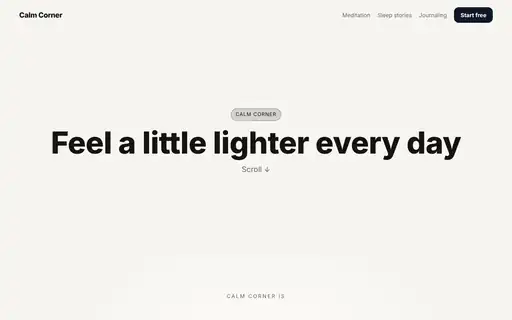 Calm Corner
Meditation Sleep stories Journaling Start free
CALM CORNER
Feel a little lighter every day
Scroll ↓
CALM CORNER IS